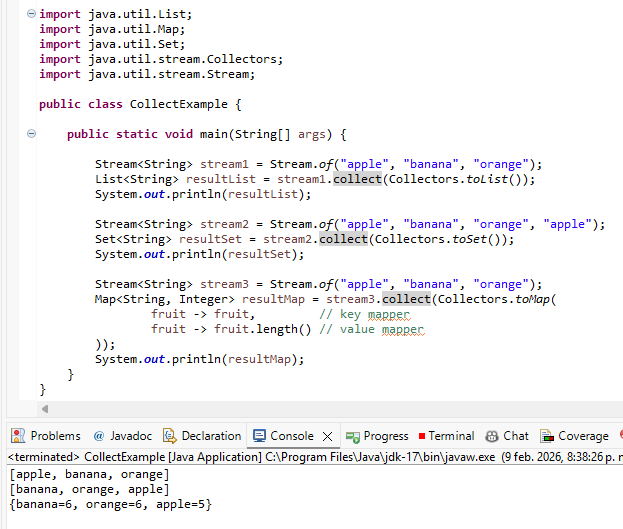 import java.util.List;
import java.util.Map;
import java.util.Set;
import java.util.stream.Collectors;
import java.util.stream.Stream;
public class CollectExample {
public static void main(String[] args) {
Stream<String> stream1 = Stream.of("apple", "banana", "orange");
List<String> resultList = stream1.collect(Collectors.toList());
System.out.println(resultList);
Stream<String> stream2 = Stream.of("apple", "banana", "orange", "apple");
Set<String> resultSet = stream2.collect(Collectors.toSet());
System.out.println(resultSet);
Stream<String> stream3 = Stream.of("apple", "banana", "orange");
Map<String, Integer> resultMap = stream3.collect(Collectors.toMap(
fruit -> fruit, // key mapper
fruit -> fruit.length() // value mapper
));
System.out.println(resultMap);
}
}
Problems @ Javadoc Declaration Console Progress Terminal Chat Coverage
<terminated> CollectExample [Java Application] C:\Program Files\Java\jdk-17\bin\javaw.exe (9 feb. 2026, 8:38:26 p.
[apple, banana, orange]
[banana, orange, apple]
{banana=6, orange=6, apple=5}